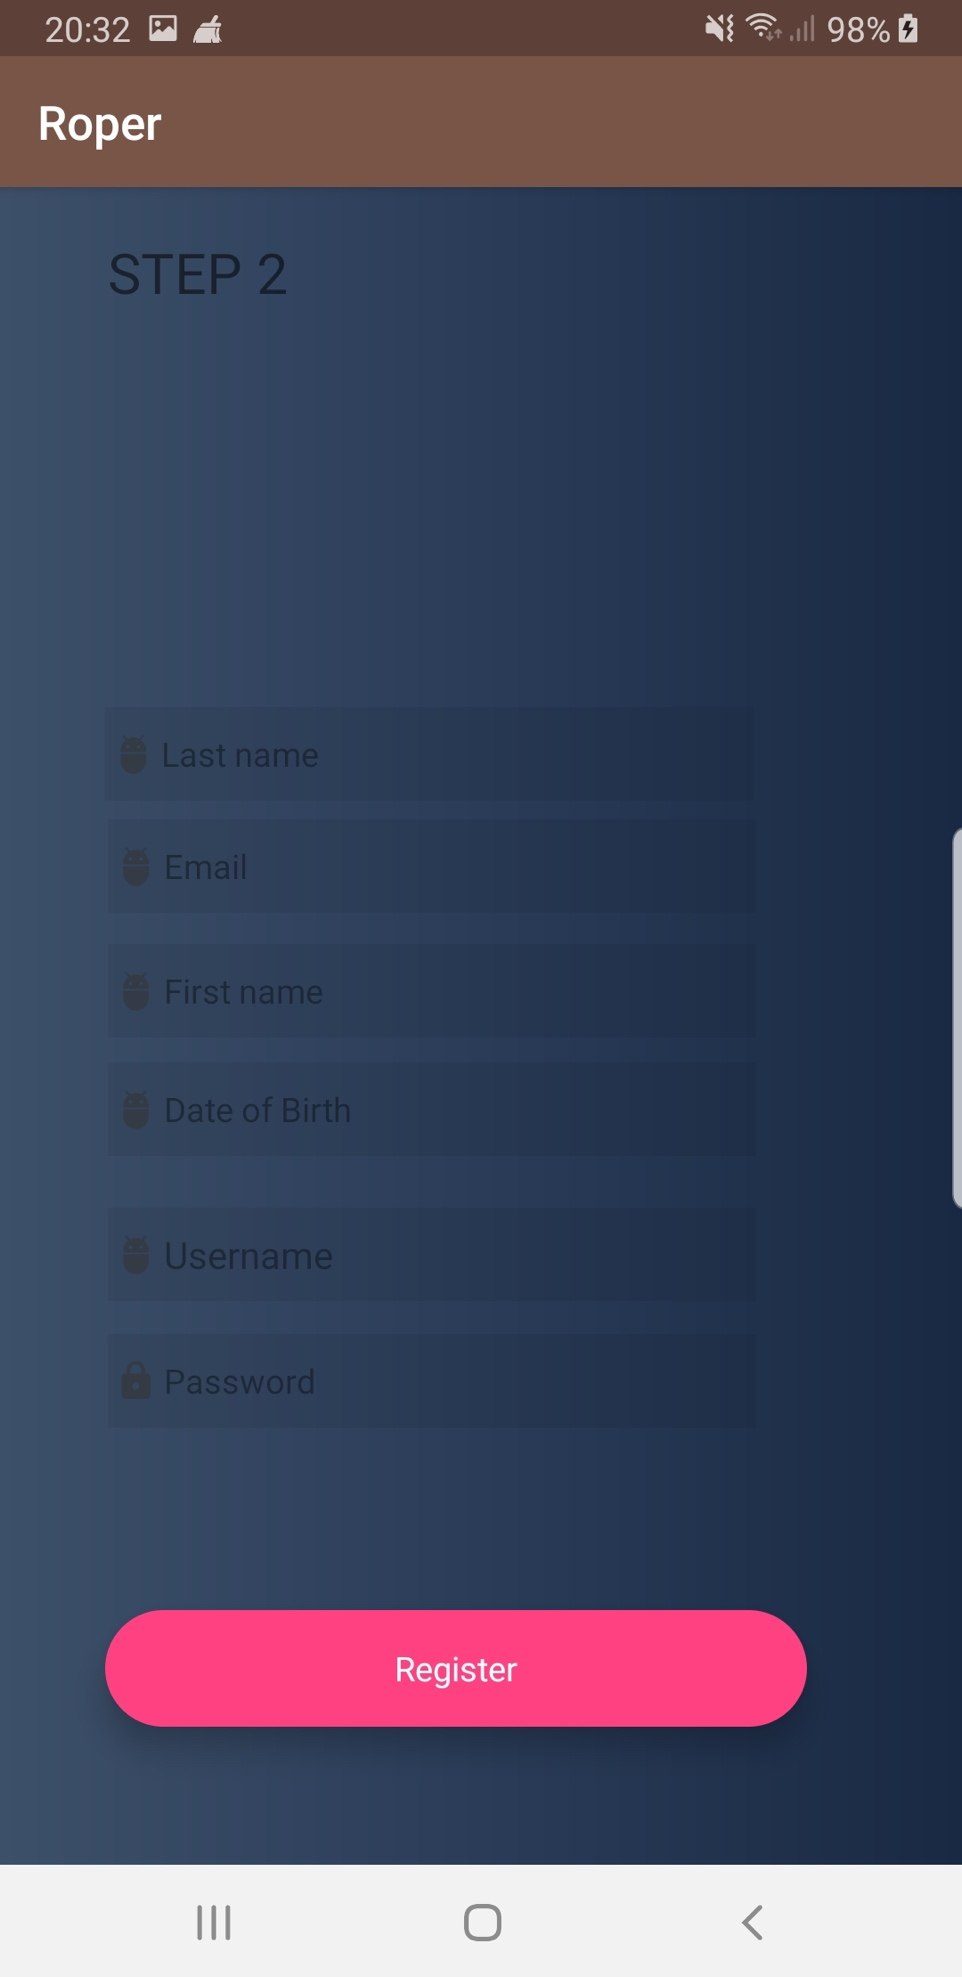 20:32 98%
Roper
STEP 2
Last name
Email
First name
Date of Birth
Username
Password
Register